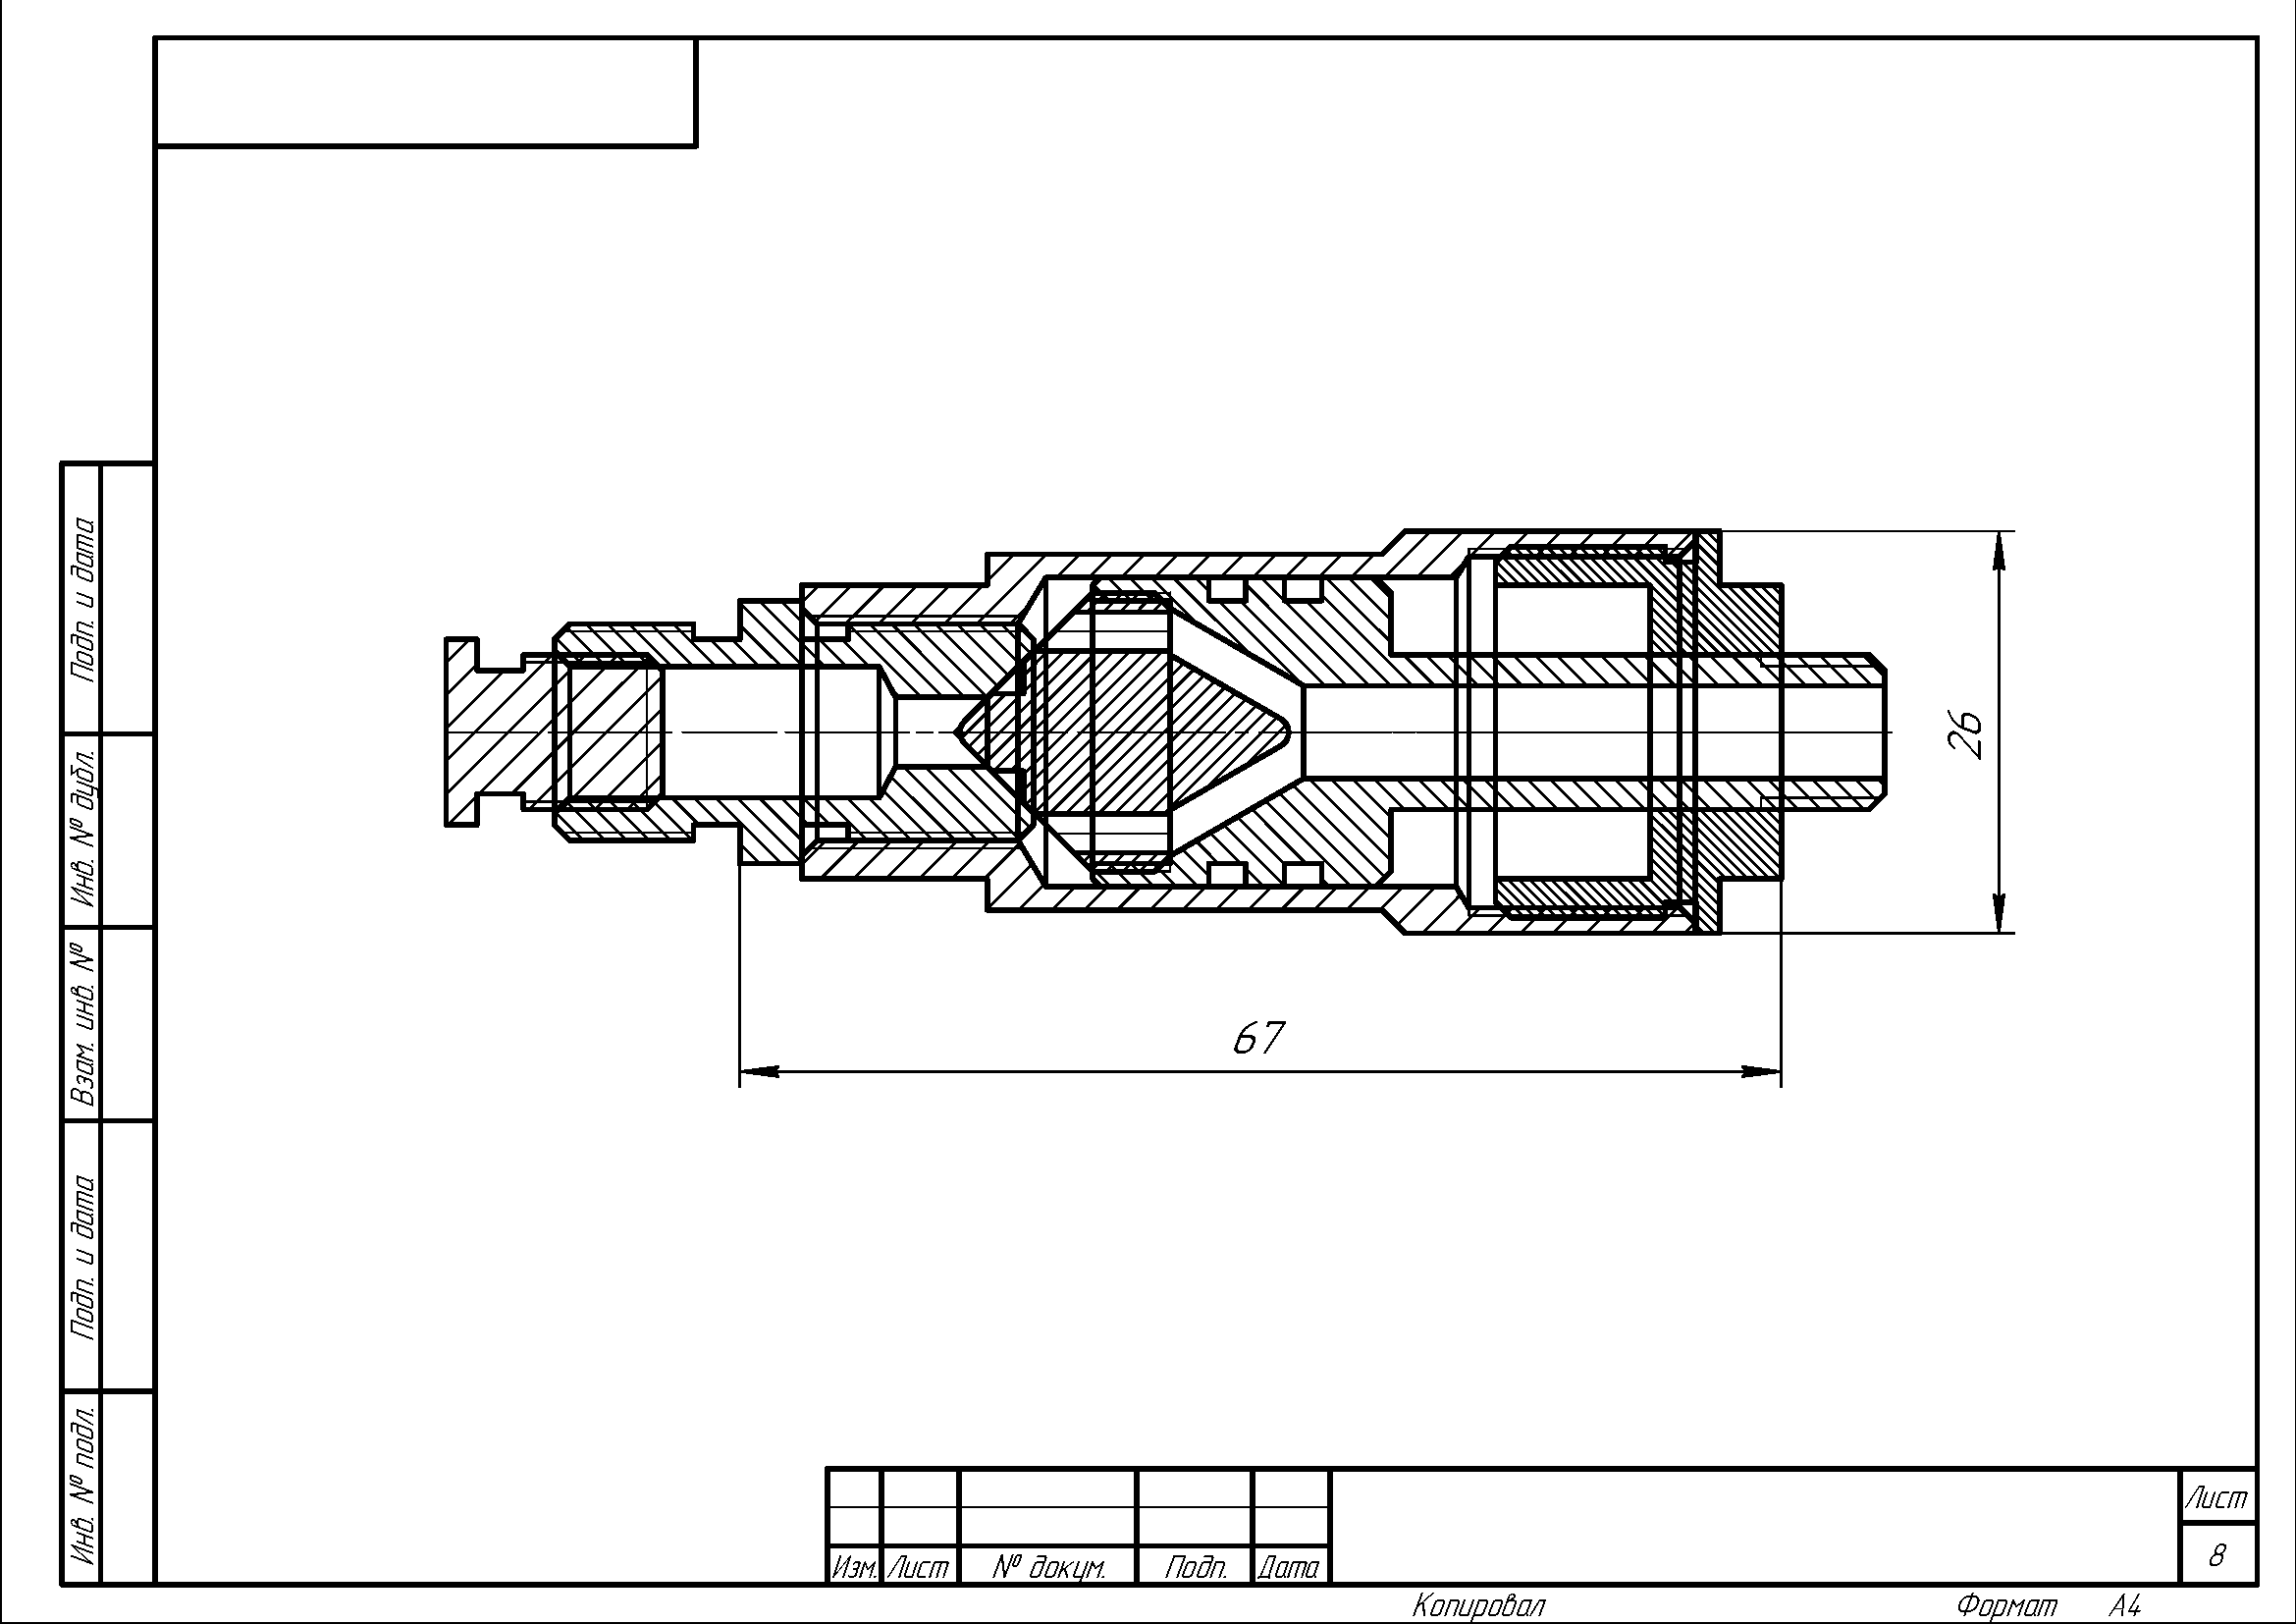 26
67
Подп. и дата
Инв. № дубл.
Взам. инв. №
Подп. и дата
Инв. № подл.
Изм.
Лист
№ докум.
Подп.
Дата
Лист
8
Копировал
Формат
А4